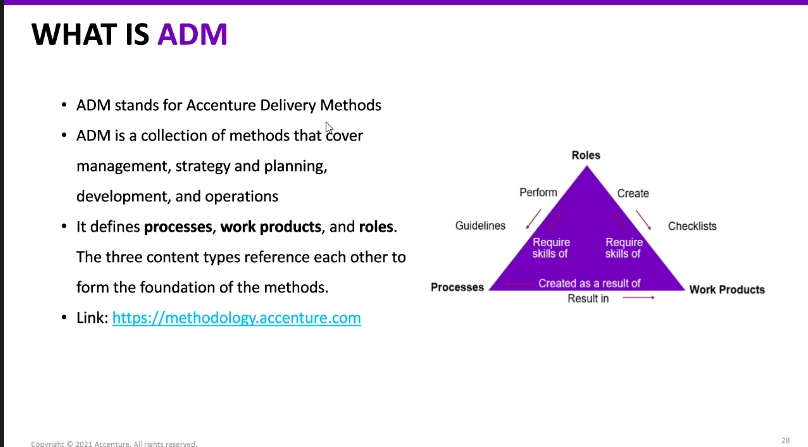 WHAT IS ADM
• ADM stands for Accenture Delivery Methods
• ADM is a collection of methods that cover
management, strategy and planning,
development, and operations
• It defines processes, work products, and roles.
The three content types reference each other to
form the foundation of the methods.
• Link: https://methodology.accenture.com
Roles
Perform
Create
Guidelines
Checklists
Require
skills of
Require
skills of
Processes
Created as a result of
Work Products
Result in
Copyright © 2021 Accenture. All rights reserved.
28